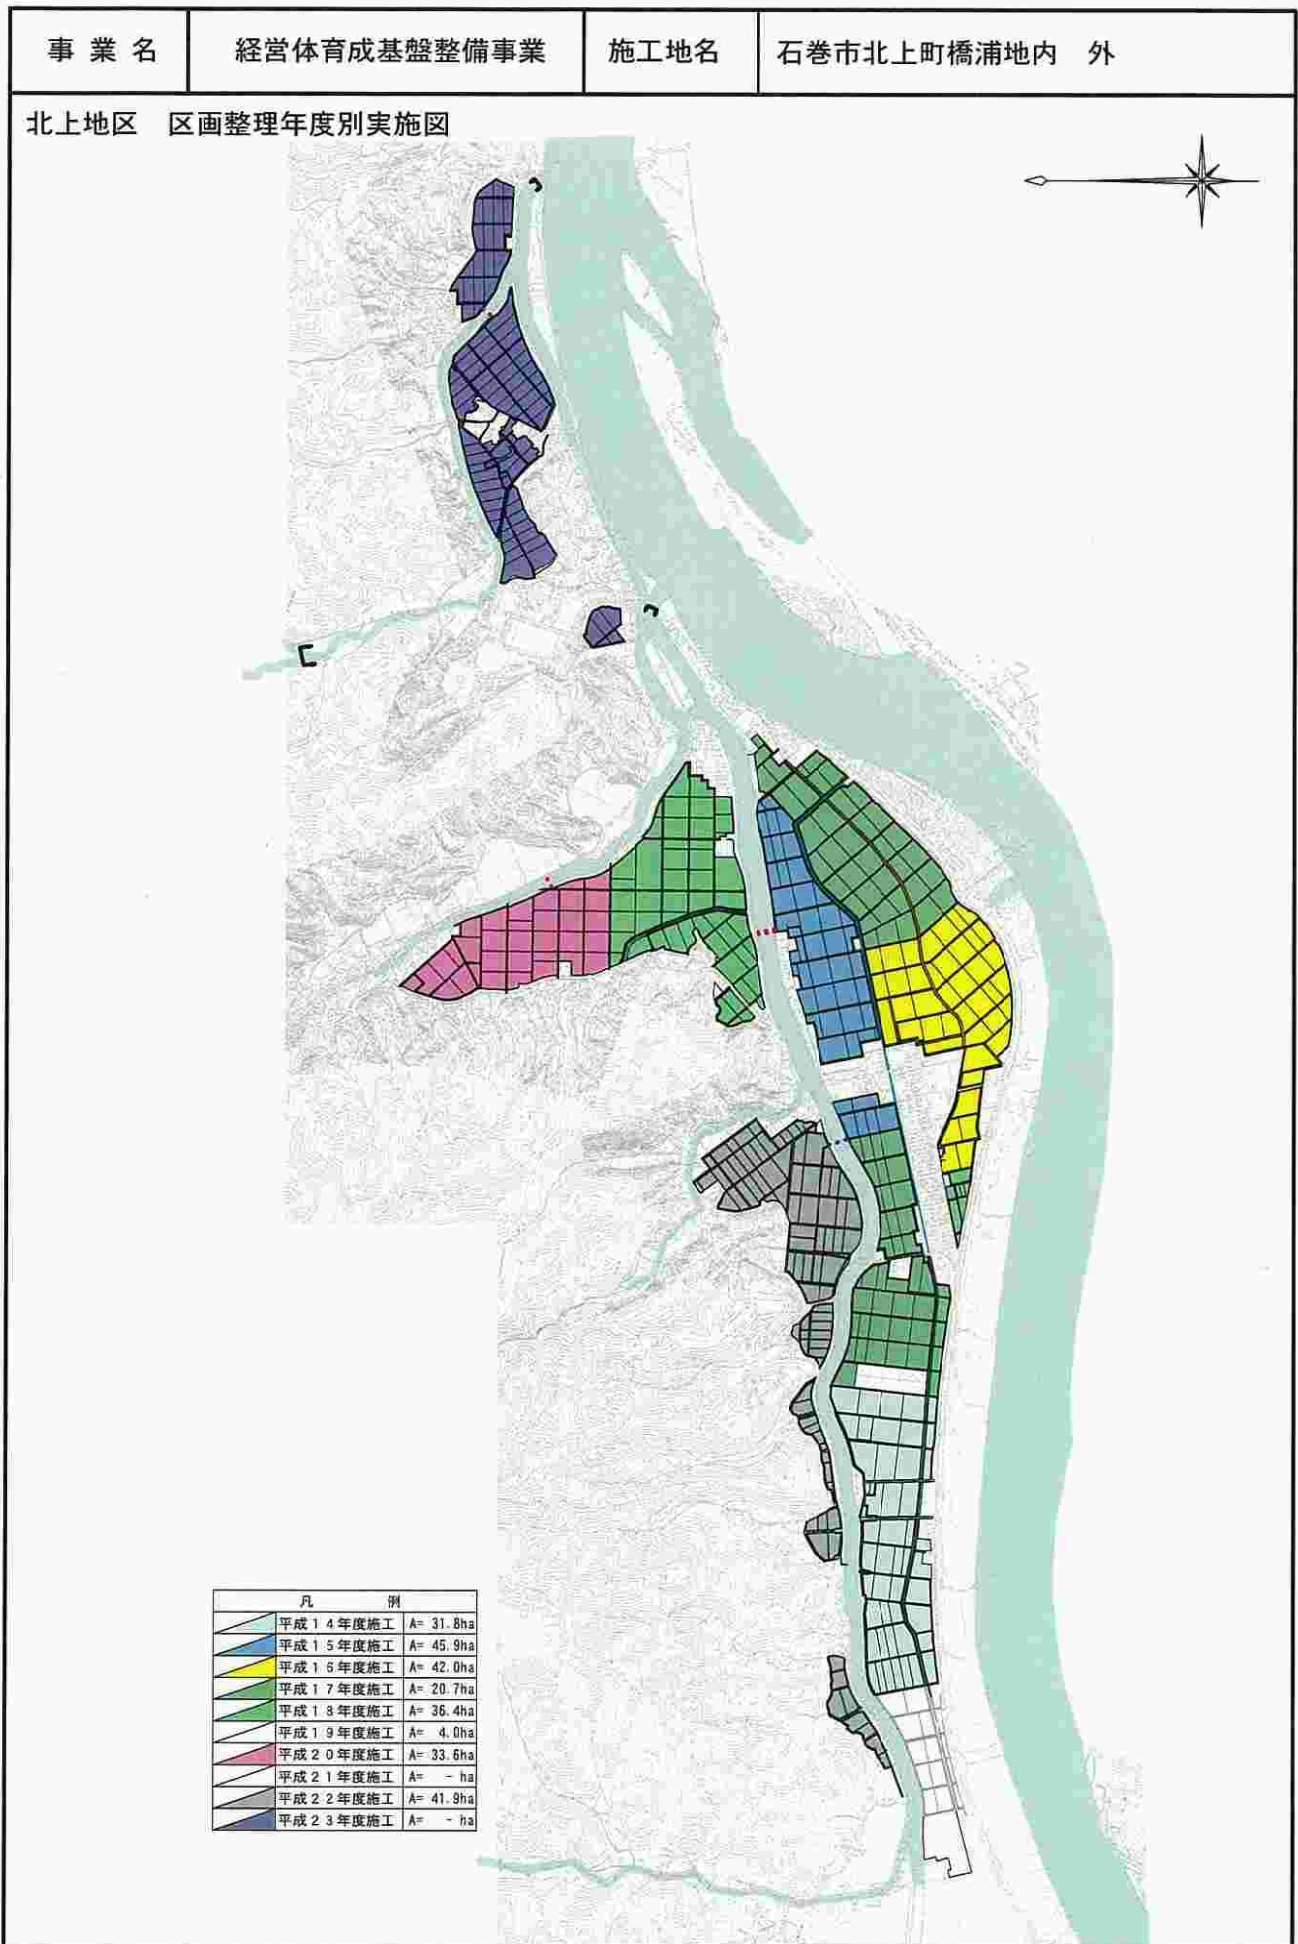 事 業 名 経営体育成基盤整備事業 施工地名 石巻市北上町橋浦地内 外
北上地区 区画整理年度別実施図
凡 例
平成14年度施工 A= 31.8ha
平成15年度施工 A= 45.9ha
平成16年度施工 A= 42.0ha
平成17年度施工 A= 20.7ha
平成18年度施工 A= 36.4ha
平成19年度施工 A= 4.0ha
平成20年度施工 A= 33.6ha
平成21年度施工 A= - ha
平成22年度施工 A= 41.9ha
平成23年度施工 A= - ha